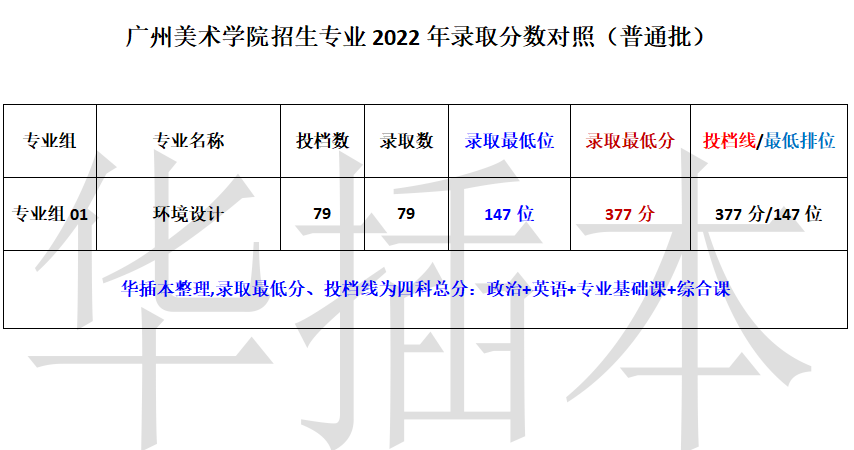 广州美术学院招生专业 2022 年录取分数对照（普通批）
专业组 专业名称 投档数 录取数 录取最低位 录取最低分 投档线/最低排位
专业组 01 环境设计 79 79 147 位 377 分 377 分/147 位
华插本整理,录取最低分、投档线为四科总分：政治+英语+专业基础课+综合课
华插本